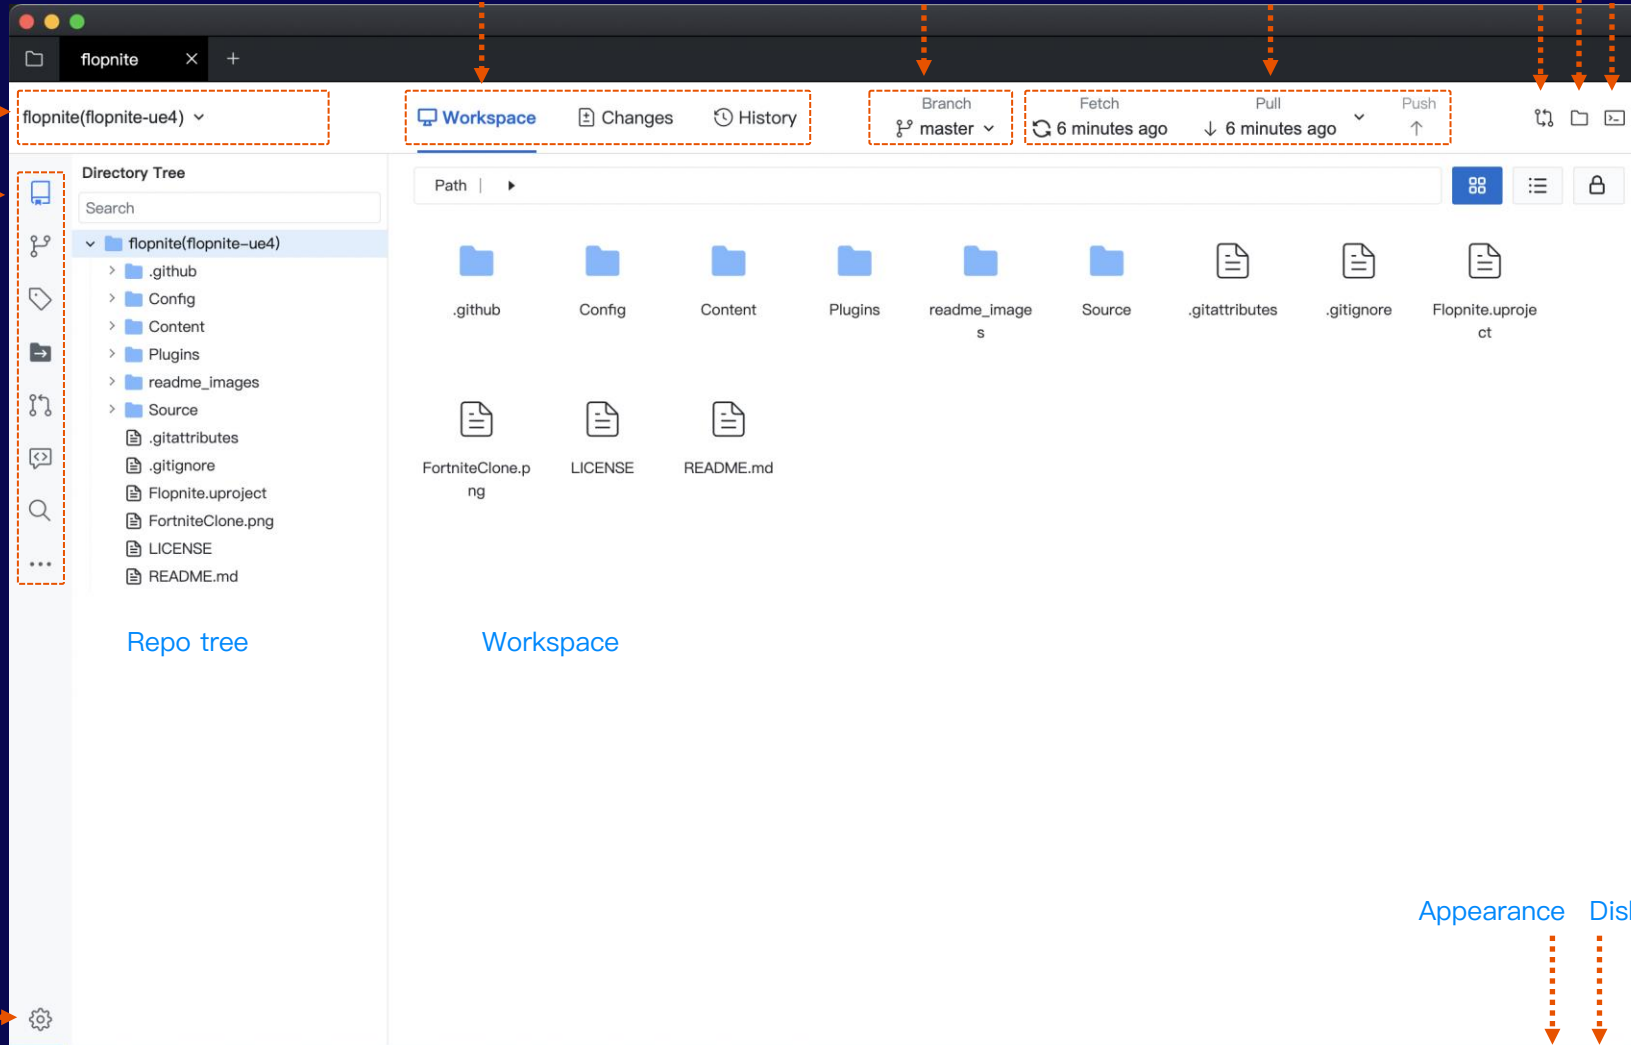 flopnite
flopnite(flopnite-ue4)
Workspace
Changes
History
Branch
master
Fetch
6 minutes ago
Pull
6 minutes ago
Push
Directory Tree
Search
flopnite(flopnite-ue4)
.github
Config
Content
Plugins
readme_images
Source
.gitattributes
.gitignore
Flopnite.uproject
FortniteClone.png
LICENSE
README.md
Repo tree
Path |
.github
Config
Content
Plugins
readme_image
s
Source
.gitattributes
.gitignore
Flopnite.uproje
ct
FortniteClone.p
ng
LICENSE
README.md
Workspace
Appearance